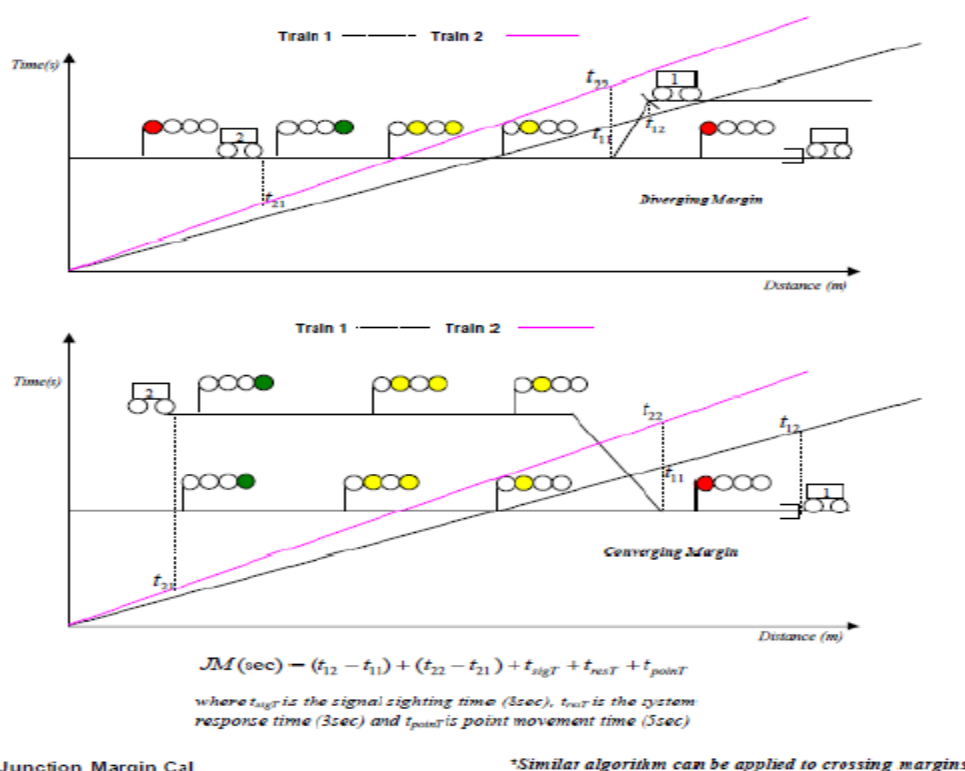 Train 1 Train 2
Time(s)
t22
1
t12
t11
2
t21
Diverging Margin
Distance (m)
Train 1 Train 2
Time(s)
2
t22
t12
t11
1
Converging Margin
t21
Distance (m)
JM (sec) = (t12 − t11) + (t22 − t21) + tsigT + tresT + tpoinT
where tsigT is the signal sighting time (8sec), tresT is the system
response time (3sec) and tpoinT is point movement time (5sec)
Junction Margin Cal
*Similar algorithm can be applied to crossing margins